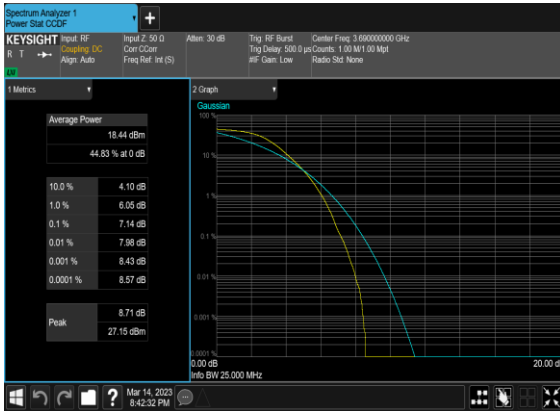 Spectrum Analyzer 1
Power Stat CCDF
+
KEYSIGHT
R T
LXI
Input: RF
Coupling: DC
Align: Auto
Input Z: 50 Ω
Corr CCorr
Freq Ref: Int (S)
Atten: 30 dB
Trig: RF Burst
Trig Delay: 500.0 µs
#IF Gain: Low
Center Freq: 3.690000000 GHz
Counts: 1.00 M/1.00 Mpt
Radio Std: None
1 Metrics
Average Power
18.44 dBm
44.83 % at 0 dB
10.0 % 4.10 dB
1.0 % 6.05 dB
0.1 % 7.14 dB
0.01 % 7.98 dB
0.001 % 8.43 dB
0.0001 % 8.57 dB
Peak
8.71 dB
27.15 dBm
2 Graph
Gaussian
100 %
10 %
1 %
0.1 %
0.01 %
0.001 %
0.0001 %
0.00 dB
20.00 d
Info BW 25.000 MHz
?
Mar 14, 2023
8:42:32 PM